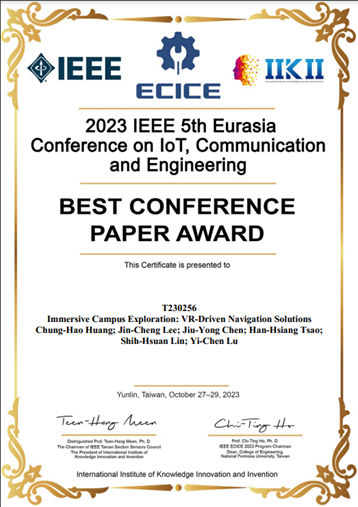 IEEE
ECICE
IIKII
2023 IEEE 5th Eurasia
Conference on IoT, Communication
and Engineering
BEST CONFERENCE
PAPER AWARD
This Certificate is presented to
T230256
Immersive Campus Exploration: VR-Driven Navigation Solutions
Chung-Hao Huang; Jin-Cheng Lee; Jiu-Yong Chen; Han-Hsiang Tsao;
Shih-Hsuan Lin; Yi-Chen Lu
Yunlin, Taiwan, October 27–29, 2023
Teen-Hang Meen
Distinguished Prof. Teen-Hang Meen, Ph. D.
The Chairman of IEEE Tainan Section Sensors Council
The President of International Institute of
Knowledge Innovation and Invention
Chi-Ting Ho
Prof. Chi-Ting Ho, Ph. D.
IEEE ECICE 2023 Program Chairman
Dean, College of Engineering,
National Formosa University, Taiwan
International Institute of Knowledge Innovation and Invention